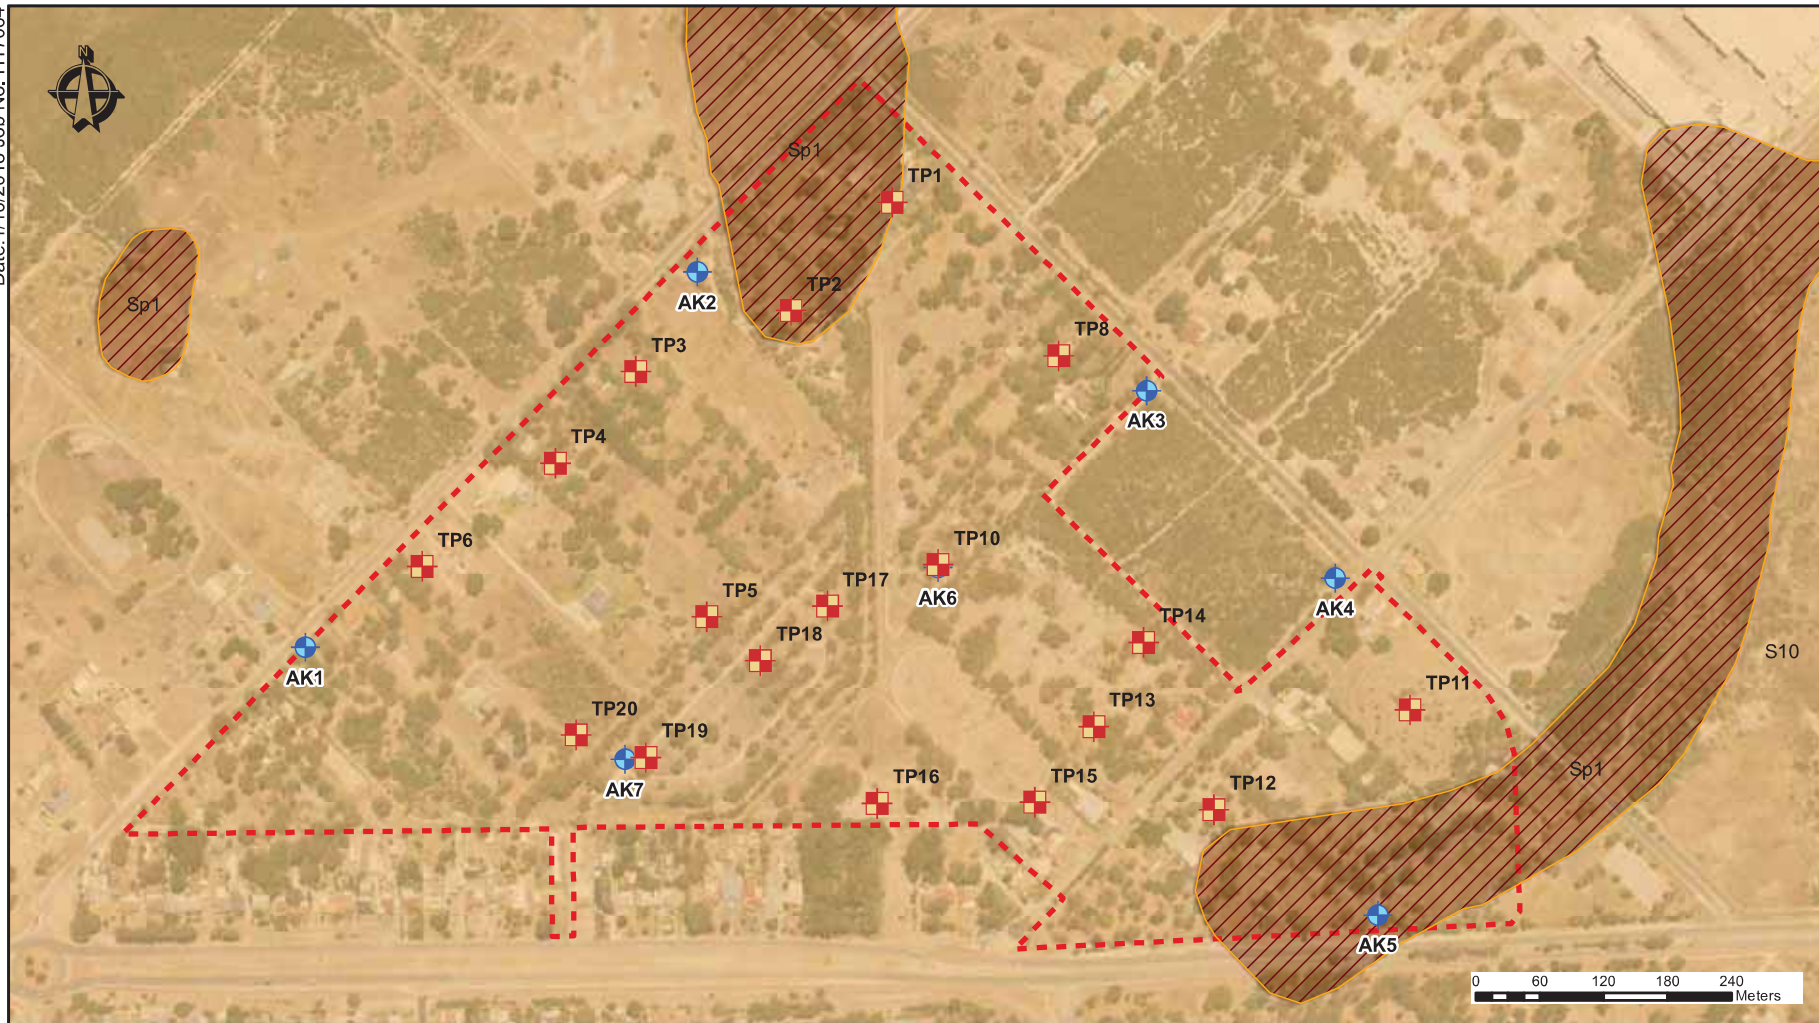 N
Sp1
TP1
Sp1
AK2
TP2
TP3
TP8
AK3
TP4
TP6
TP10
AK6
TP5
TP17
AK4
TP14
TP18
S10
AK1
TP11
TP13
TP20
TP19
AK7
TP16
TP15
TP12
Sp1
AK5
0 60 120 180 240
Meters